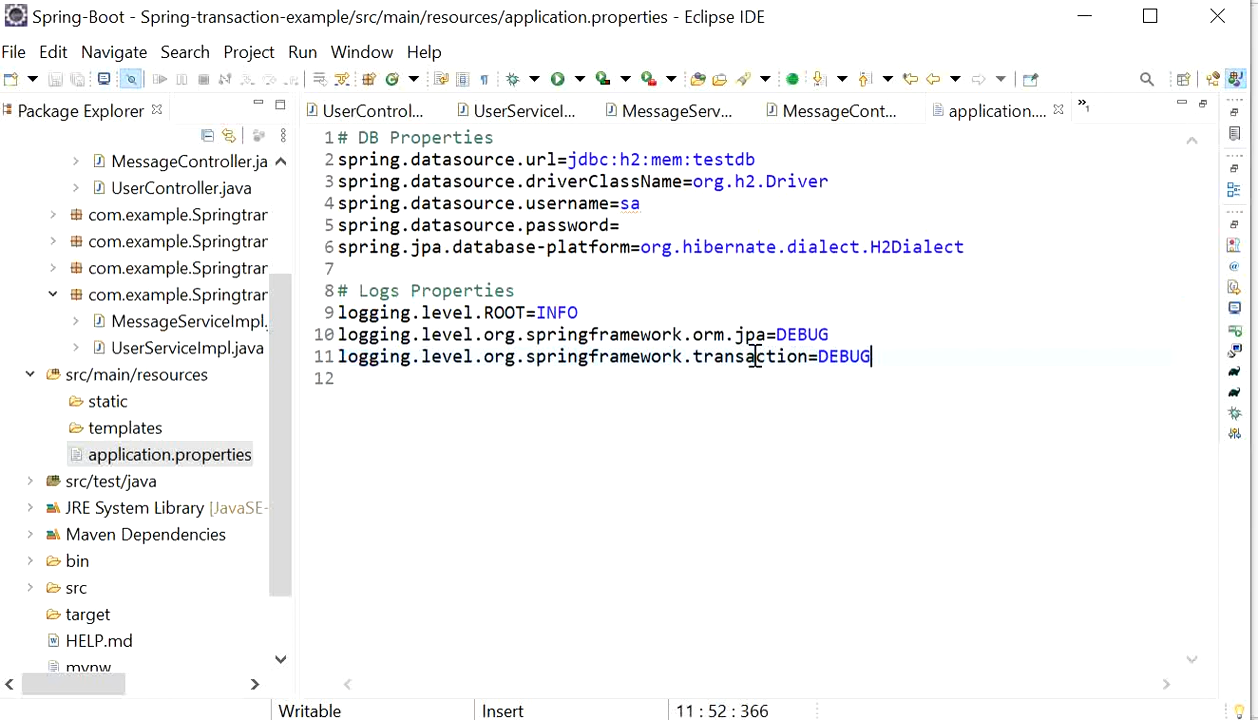 Spring-Boot - Spring-transaction-example/src/main/resources/application.properties - Eclipse IDE
File Edit Navigate Search Project Run Window Help
Package Explorer
UserControl... UserServiceI... MessageServ... MessageCont... application.... »1
MessageController.ja
UserController.java
com.example.Springtrar
com.example.Springtrar
com.example.Springtrar
com.example.Springtrar
MessageServiceImpl.
UserServiceImpl.java
src/main/resources
static
templates
application.properties
src/test/java
JRE System Library [JavaSE-
Maven Dependencies
bin
src
target
HELP.md
mvnw
1 # DB Properties
2 spring.datasource.url=jdbc:h2:mem:testdb
3 spring.datasource.driverClassName=org.h2.Driver
4 spring.datasource.username=sa
5 spring.datasource.password=
6 spring.jpa.database-platform=org.hibernate.dialect.H2Dialect
7
8 # Logs Properties
9 logging.level.ROOT=INFO
10 logging.level.org.springframework.orm.jpa=DEBUG
11 logging.level.org.springframework.transaction=DEBUG
12
Writable Insert 11 : 52 : 366